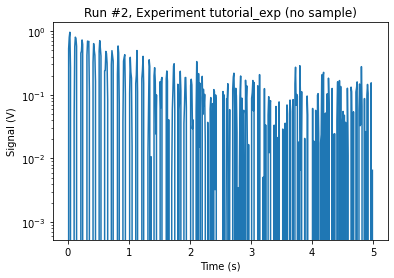 Run #2, Experiment tutorial_exp (no sample)
Signal (V)
10⁰
10⁻¹
10⁻²
10⁻³
0 1 2 3 4 5
Time (s)